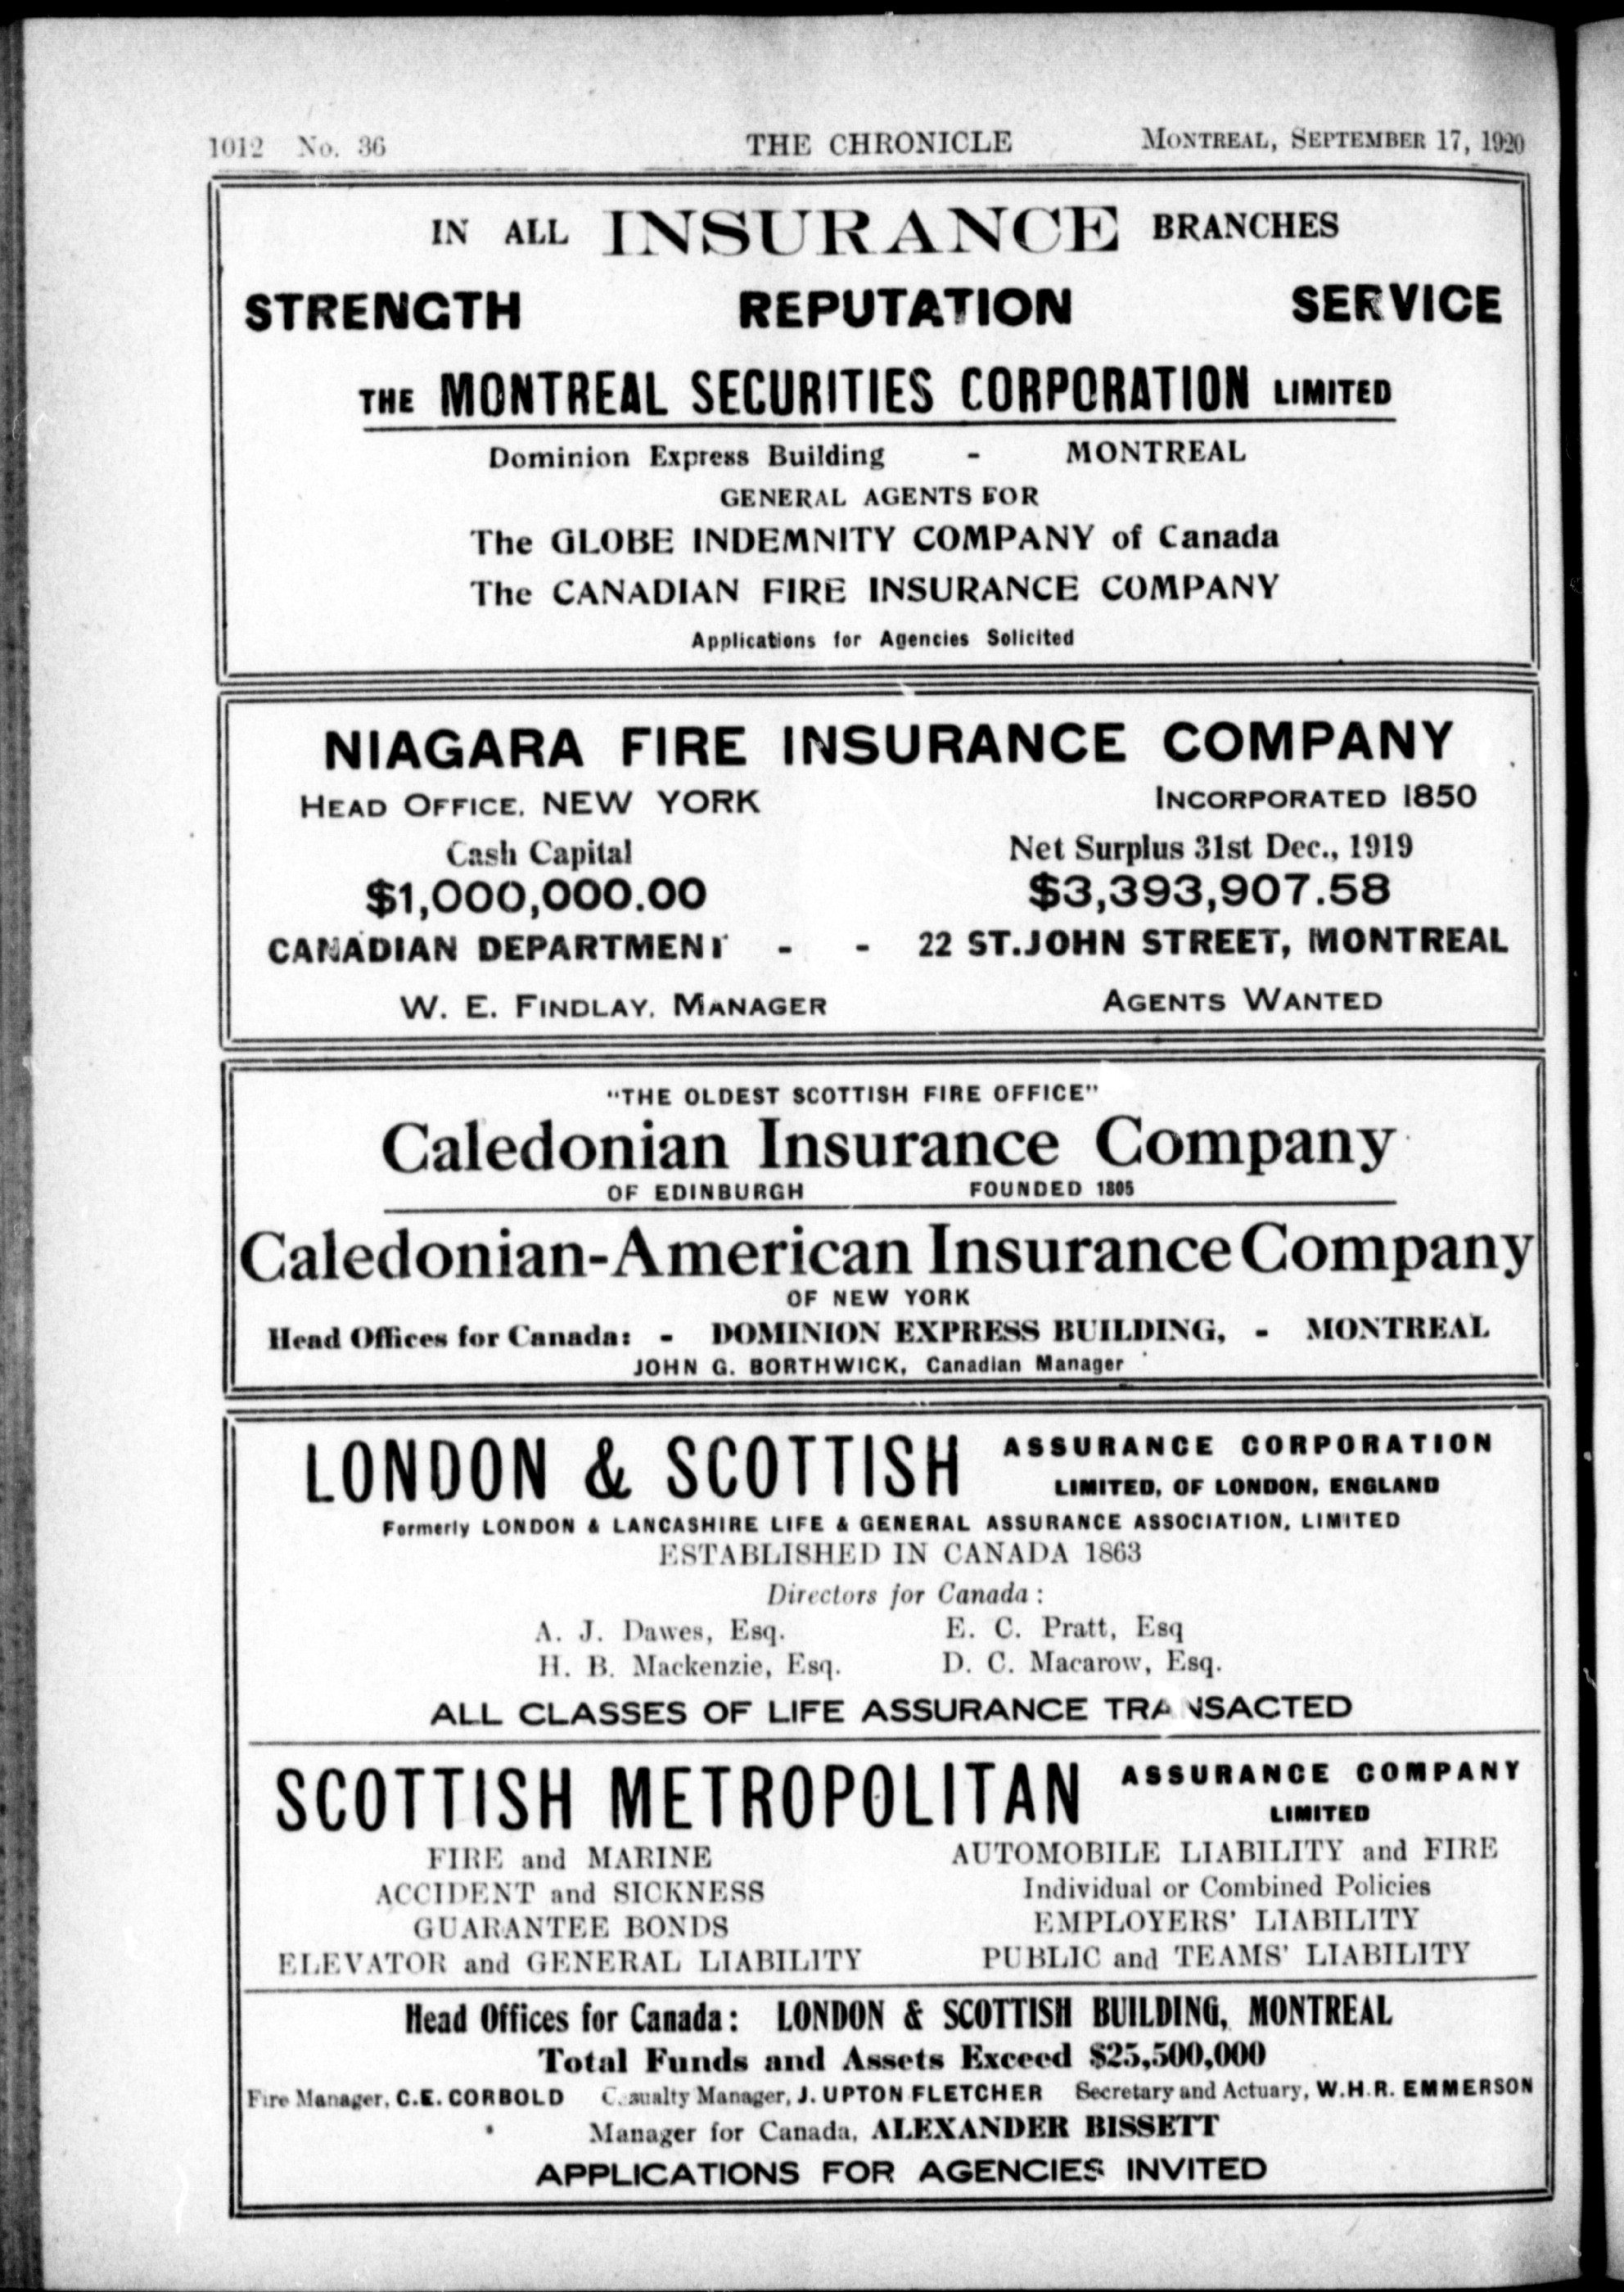 1012 No. 36 THE CHRONICLE MONTREAL, SEPTEMBER 17, 1920
IN ALL INSURANCE BRANCHES
STRENGTH REPUTATION SERVICE
THE MONTREAL SECURITIES CORPORATION LIMITED
Dominion Express Building - MONTREAL
GENERAL AGENTS FOR
The GLOBE INDEMNITY COMPANY of Canada
The CANADIAN FIRE INSURANCE COMPANY
Applications for Agencies Solicited
NIAGARA FIRE INSURANCE COMPANY
HEAD OFFICE, NEW YORK INCORPORATED 1850
Cash Capital Net Surplus 31st Dec., 1919
$1,000,000.00 $3,393,907.58
CANADIAN DEPARTMENT - - 22 ST.JOHN STREET, MONTREAL
W. E. FINDLAY, MANAGER AGENTS WANTED
"THE OLDEST SCOTTISH FIRE OFFICE"
Caledonian Insurance Company
OF EDINBURGH FOUNDED 1805
Caledonian-American Insurance Company
OF NEW YORK
Head Offices for Canada: - DOMINION EXPRESS BUILDING, - MONTREAL
JOHN G. BORTHWICK, Canadian Manager
LONDON & SCOTTISH ASSURANCE CORPORATION
LIMITED, OF LONDON, ENGLAND
Formerly LONDON & LANCASHIRE LIFE & GENERAL ASSURANCE ASSOCIATION, LIMITED
ESTABLISHED IN CANADA 1863
Directors for Canada:
A. J. Dawes, Esq. E. C. Pratt, Esq
H. B. Mackenzie, Esq. D. C. Macarow, Esq.
ALL CLASSES OF LIFE ASSURANCE TRANSACTED
SCOTTISH METROPOLITAN ASSURANCE COMPANY
LIMITED
FIRE and MARINE AUTOMOBILE LIABILITY and FIRE
ACCIDENT and SICKNESS Individual or Combined Policies
GUARANTEE BONDS EMPLOYERS' LIABILITY
ELEVATOR and GENERAL LIABILITY PUBLIC and TEAMS' LIABILITY
Head Offices for Canada: LONDON & SCOTTISH BUILDING, MONTREAL
Total Funds and Assets Exceed $25,500,000
Fire Manager, C.E. CORBOLD Casualty Manager, J. UPTON FLETCHER Secretary and Actuary, W.H.R. EMMERSON
Manager for Canada, ALEXANDER BISSETT
APPLICATIONS FOR AGENCIES INVITED